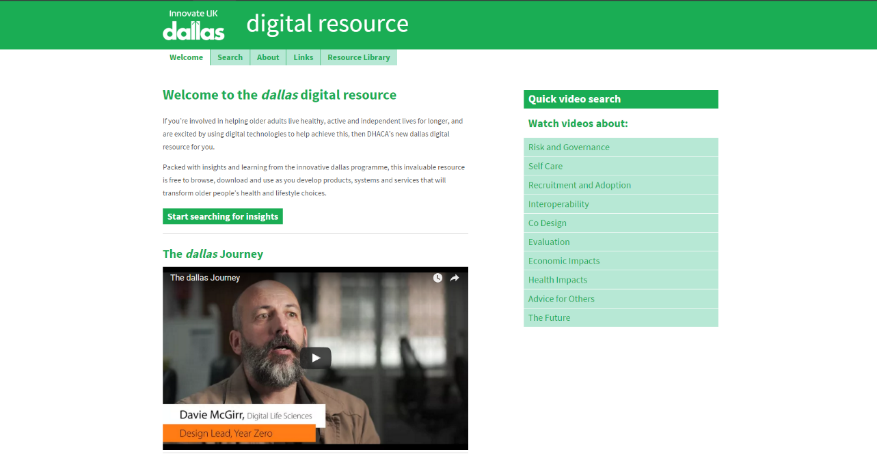 Innovate UK
dallas
digital resource
Welcome
Search
About
Links
Resource Library
Welcome to the dallas digital resource
If you're involved in helping older adults live healthy, active and independent lives for longer, and
are excited by using digital technologies to help achieve this, then DHACA's new dallas digital
resource for you.
Packed with insights and learning from the innovative dallas programme, this invaluable resource
is free to browse, download and use as you develop products, systems and services that will
transform older people's health and lifestyle choices.
Start searching for insights
The dallas Journey
The dallas Journey
Davie McGirr, Digital Life Sciences
Design Lead, Year Zero
Quick video search
Watch videos about:
Risk and Governance
Self Care
Recruitment and Adoption
Interoperability
Co Design
Evaluation
Economic Impacts
Health Impacts
Advice for Others
The Future